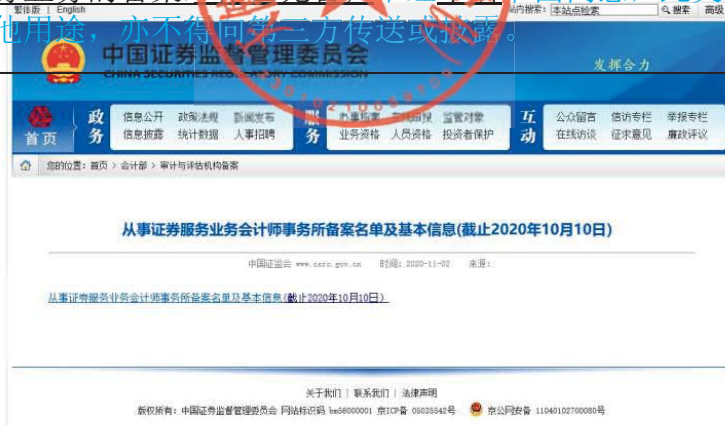 繁体版 | English
站内搜索: 本站点检索 搜索 高级
他用途，亦不得向第三方传送或披露。
中国证券监督管理委员会
CHINA SECURITIES REGULATORY COMMISSION
发挥合力
首页
政务
信息公开 政策法规 新闻发布
信息披露 统计数据 人事招聘
服务
办事指南 监管对象
业务资格 人员资格 投资者保护
互动
公众留言 信访专栏 举报专栏
在线访谈 征求意见 廉政评议
您的位置: 首页 > 会计部 > 审计与评估机构备案
从事证券服务业务会计师事务所备案名单及基本信息(截止2020年10月10日)
中国证监会 www.csrc.gov.cn 时间: 2020-11-02 来源:
从事证券服务业务会计师事务所备案名单及基本信息(截止2020年10月10日)
关于我们 | 联系我们 | 法律声明
版权所有: 中国证券监督管理委员会 网站标识码 bm56000001 京ICP备 05035542号 京公网安备 11040102700080号